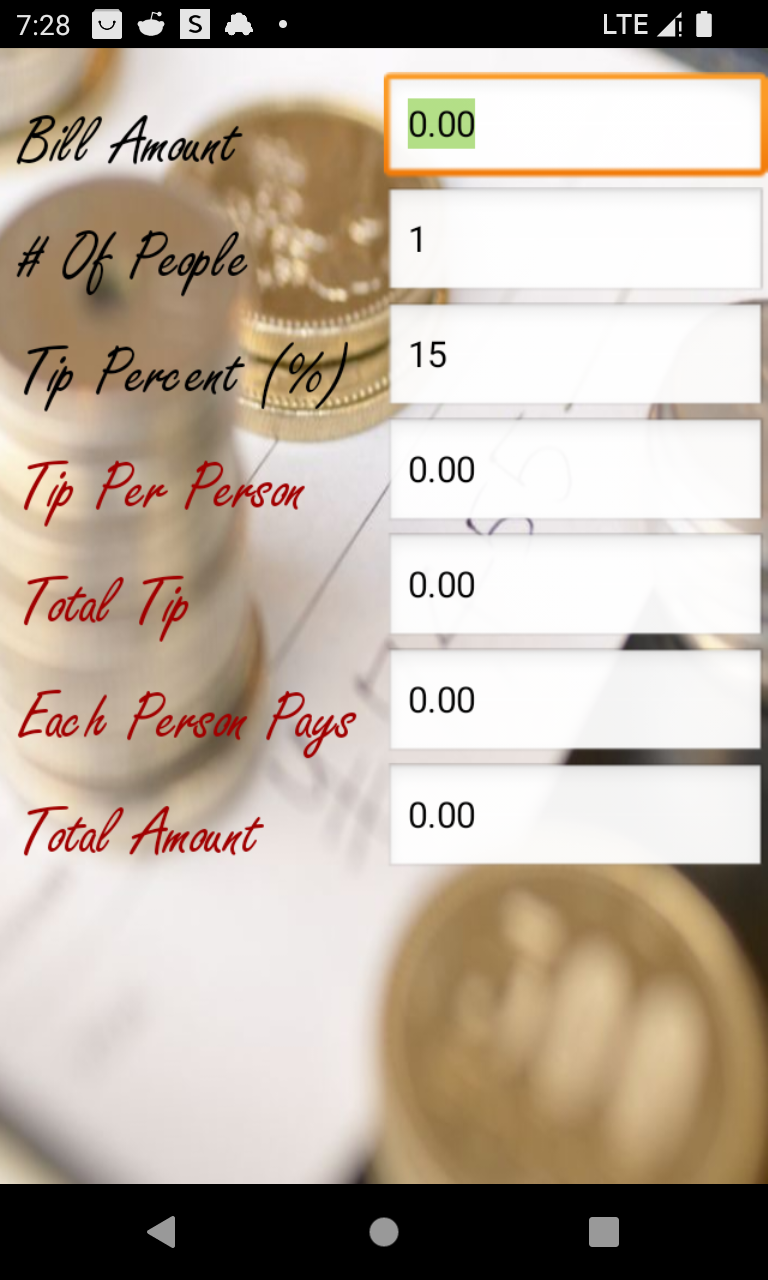 7:28 S LTE
Bill Amount 0.00
# Of People 1
Tip Percent (%) 15
Tip Per Person 0.00
Total Tip 0.00
Each Person Pays 0.00
Total Amount 0.00